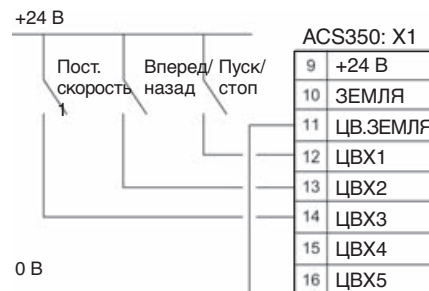 +24 В
ACS350: X1
Пост. скорость 1
Вперед/ назад
Пуск/ стоп
9 +24 В
10 ЗЕМЛЯ
11 ЦВ.ЗЕМЛЯ
12 ЦВХ1
13 ЦВХ2
14 ЦВХ3
15 ЦВХ4
16 ЦВХ5
0 В